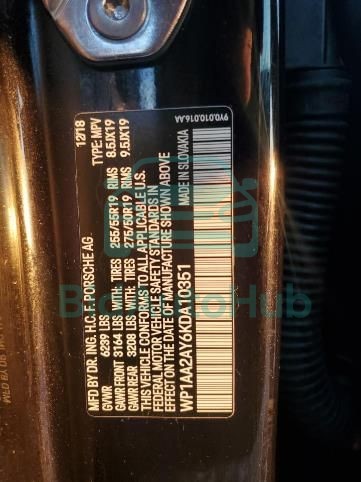 MFD BY DR. ING. H.C. F. PORSCHE AG 12/18
GVWR 6239 LBS TYPE: MPV
GAWR FRONT 3164 LBS WITH: TIRES 255/55R19 RIMS 8.5JX19
GAWR REAR 3208 LBS WITH: TIRES 275/50R19 RIMS 9.5JX19
THIS VEHICLE CONFORMS TO ALL APPLICABLE U.S.
FEDERAL MOTOR VEHICLE SAFETY STANDARDS IN
EFFECT ON THE DATE OF MANUFACTURE SHOWN ABOVE
WP1AA2AY6KDA10351 MADE IN SLOVAKIA
9Y0.010.016.AA